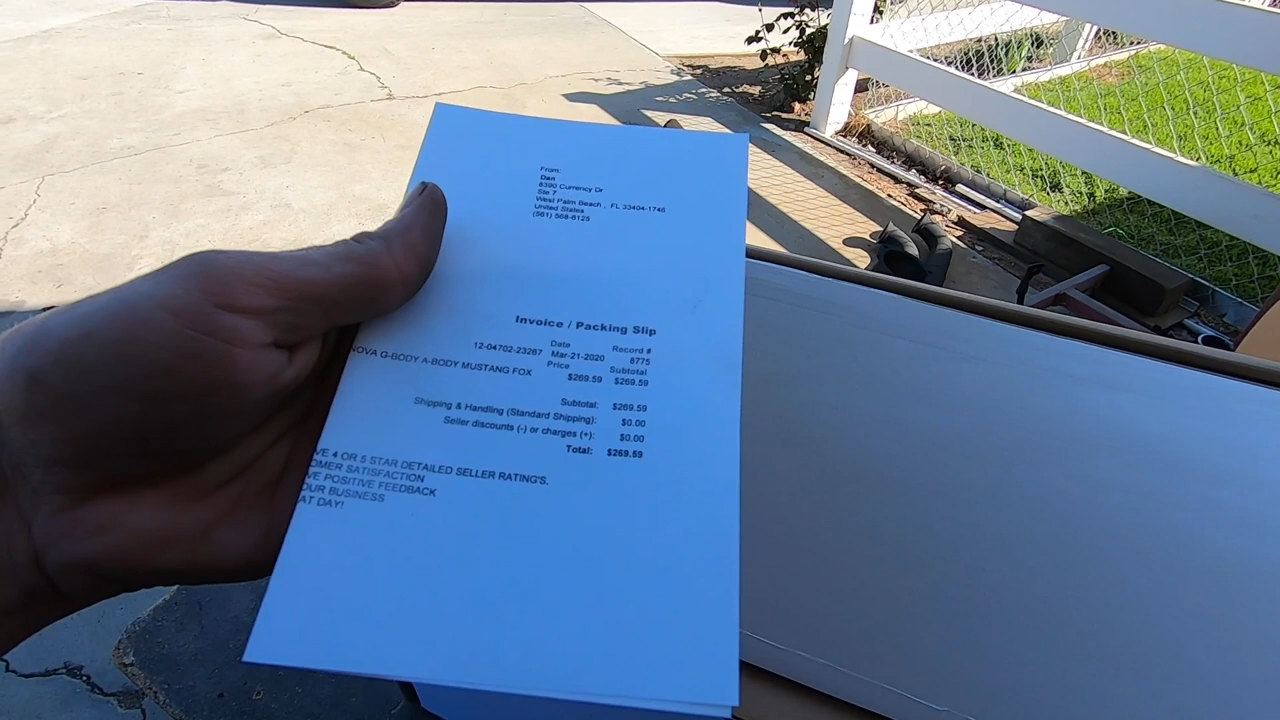 From:
Dan
8390 Currency Dr
Ste 7
West Palm Beach , FL 33404-1746
United States
(561) 568-6125
Invoice / Packing Slip
Date Record #
12-04702-23267 Mar-21-2020 8775
Price Subtotal
NOVA G-BODY A-BODY MUSTANG FOX $269.59 $269.59
Subtotal: $269.59
Shipping & Handling (Standard Shipping): $0.00
Seller discounts (-) or charges (+): $0.00
Total: $269.59
VE 4 OR 5 STAR DETAILED SELLER RATING'S.
OMER SATISFACTION
VE POSITIVE FEEDBACK
OUR BUSINESS
AT DAY!